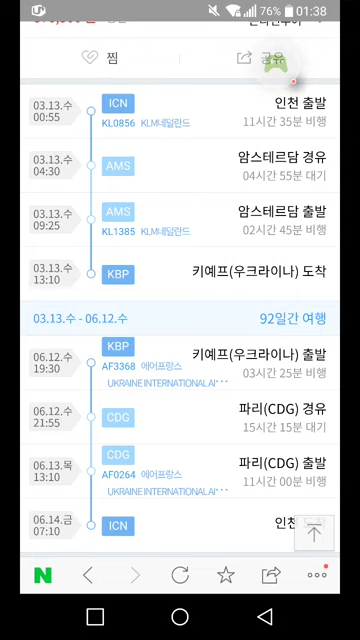 76% 01:38
찜
공유
03.13.수
00:55
ICN
인천 출발
KL0856 KLM네덜란드
11시간 35분 비행
03.13.수
04:30
AMS
암스테르담 경유
04시간 55분 대기
03.13.수
09:25
AMS
암스테르담 출발
KL1385 KLM네덜란드
02시간 45분 비행
03.13.수
13:10
KBP
키예프(우크라이나) 도착
03.13.수 - 06.12.수
92일간 여행
06.12.수
19:30
KBP
키예프(우크라이나) 출발
AF3368 에어프랑스
03시간 25분 비행
UKRAINE INTERNATIONAL AI···
06.12.수
21:55
CDG
파리(CDG) 경유
15시간 15분 대기
06.13.목
13:10
CDG
파리(CDG) 출발
AF0264 에어프랑스
11시간 00분 비행
UKRAINE INTERNATIONAL AI···
06.14.금
07:10
ICN
인천
N